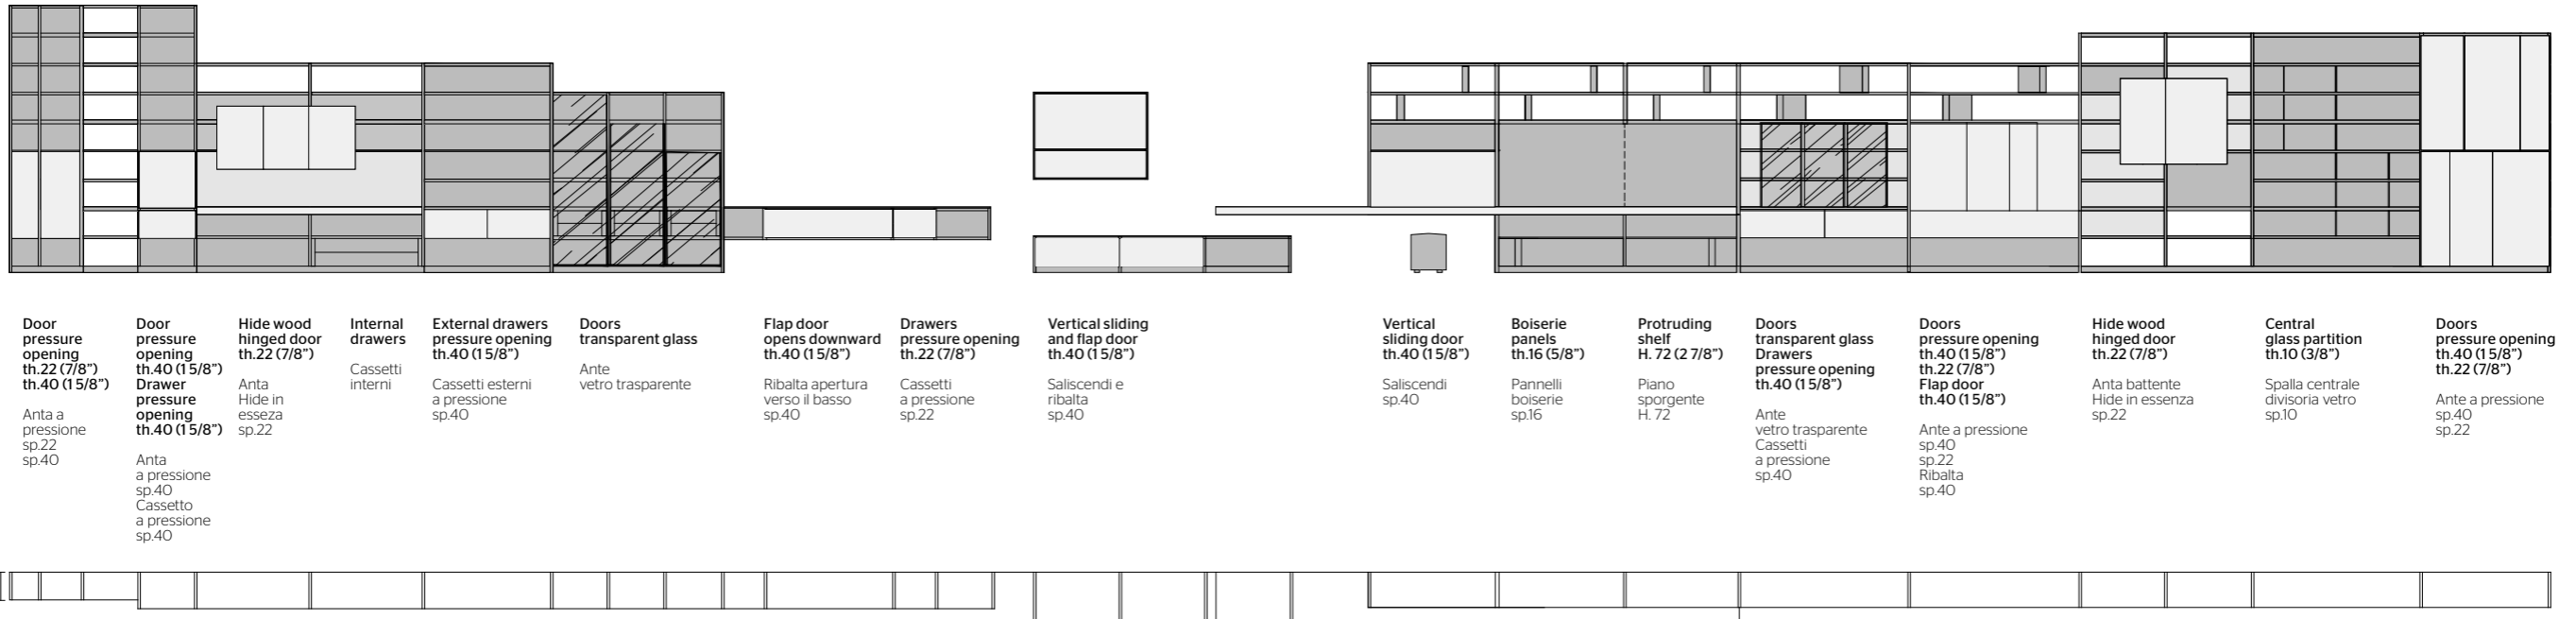 Door
pressure
opening
th.22 (7/8”)
th.40 (1 5/8”)
Anta a
pressione
sp.22
sp.40
Door
pressure
opening
th.40 (1 5/8”)
Drawer
pressure
opening
th.40 (1 5/8”)
Anta
a pressione
sp.40
Cassetto
a pressione
sp.40
Hide wood
hinged door
th.22 (7/8”)
Anta
Hide in
esseza
sp.22
Internal
drawers
Cassetti
interni
External drawers
pressure opening
th.40 (1 5/8”)
Cassetti esterni
a pressione
sp.40
Doors
transparent glass
Ante
vetro trasparente
Flap door
opens downward
th.40 (1 5/8”)
Ribalta apertura
verso il basso
sp.40
Drawers
pressure opening
th.22 (7/8”)
Cassetti
a pressione
sp.22
Vertical sliding
and flap door
th.40 (1 5/8”)
Saliscendi e
ribalta
sp.40
Vertical
sliding door
th.40 (1 5/8”)
Saliscendi
sp.40
Boiserie
panels
th.16 (5/8”)
Pannelli
boiserie
sp.16
Protruding
shelf
H. 72 (2 7/8”)
Piano
sporgente
H. 72
Doors
transparent glass
Drawers
pressure opening
th.40 (1 5/8”)
Ante
vetro trasparente
Cassetti
a pressione
sp.40
Doors
pressure opening
th.40 (1 5/8”)
th.22 (7/8”)
Flap door
th.40 (1 5/8”)
Ante a pressione
sp.40
sp.22
Ribalta
sp.40
Hide wood
hinged door
th.22 (7/8”)
Anta battente
Hide in essenza
sp.22
Central
glass partition
th.10 (3/8”)
Spalla centrale
divisoria vetro
sp.10
Doors
pressure opening
th.40 (1 5/8”)
th.22 (7/8”)
Ante a pressione
sp.40
sp.22